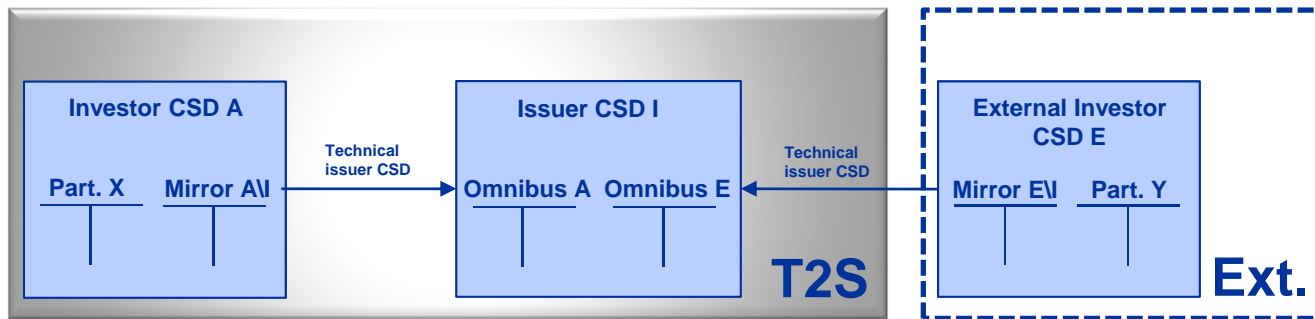 Investor CSD A
Part. X
Mirror A\I
Technical
issuer CSD
Issuer CSD I
Omnibus A
Omnibus E
Technical
issuer CSD
T2S
External Investor
CSD E
Mirror E\I
Part. Y
Ext.